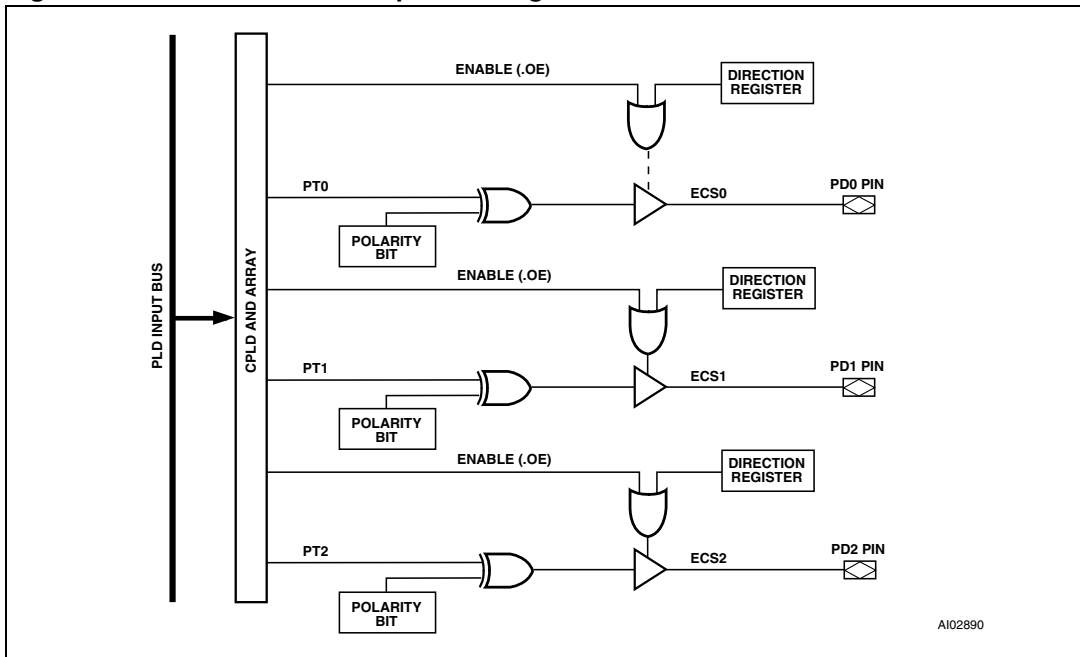 ENABLE (.OE)
DIRECTION
REGISTER
PT0
ECS0
PD0 PIN
POLARITY
BIT
ENABLE (.OE)
DIRECTION
REGISTER
PLD INPUT BUS
CPLD AND ARRAY
PT1
ECS1
PD1 PIN
POLARITY
BIT
ENABLE (.OE)
DIRECTION
REGISTER
PT2
ECS2
PD2 PIN
POLARITY
BIT
AI02890